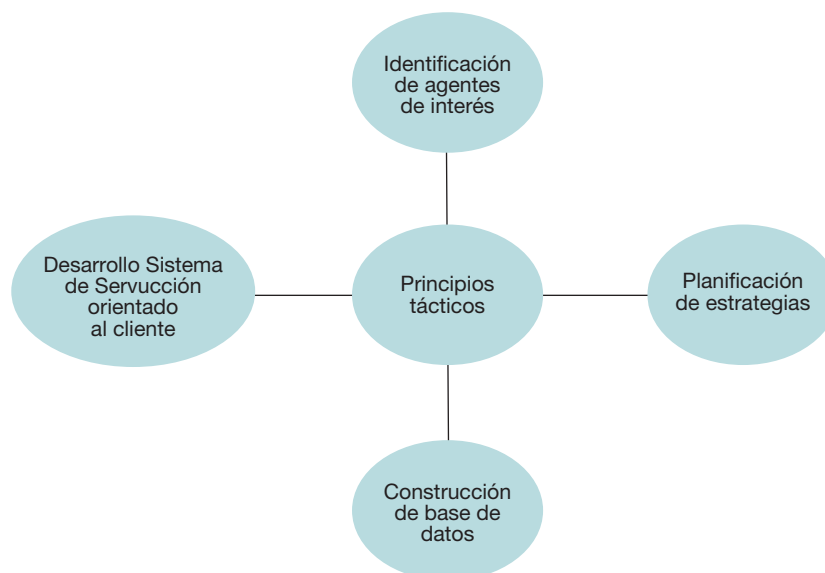 Identificación
de agentes
de interés
Desarrollo Sistema
de Servucción
orientado
al cliente
Principios
tácticos
Planificación
de estrategias
Construcción
de base de
datos